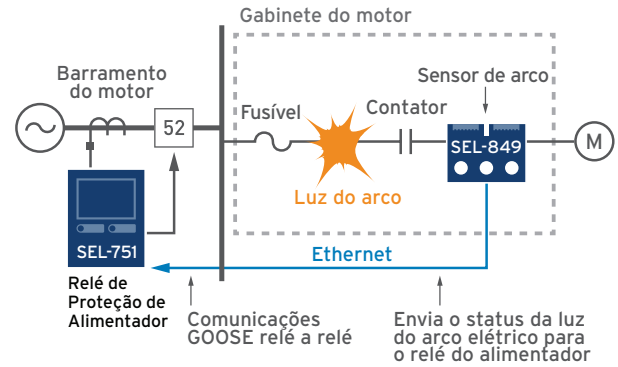 Gabinete do motor
Barramento
do motor
Sensor de arco
Fusível
Contator
52
SEL-849
M
Luz do arco
SEL-751
Ethernet
Relé de
Proteção de
Alimentador
Comunicações
GOOSE relé a relé
Envia o status da luz
do arco elétrico para
o relé do alimentador